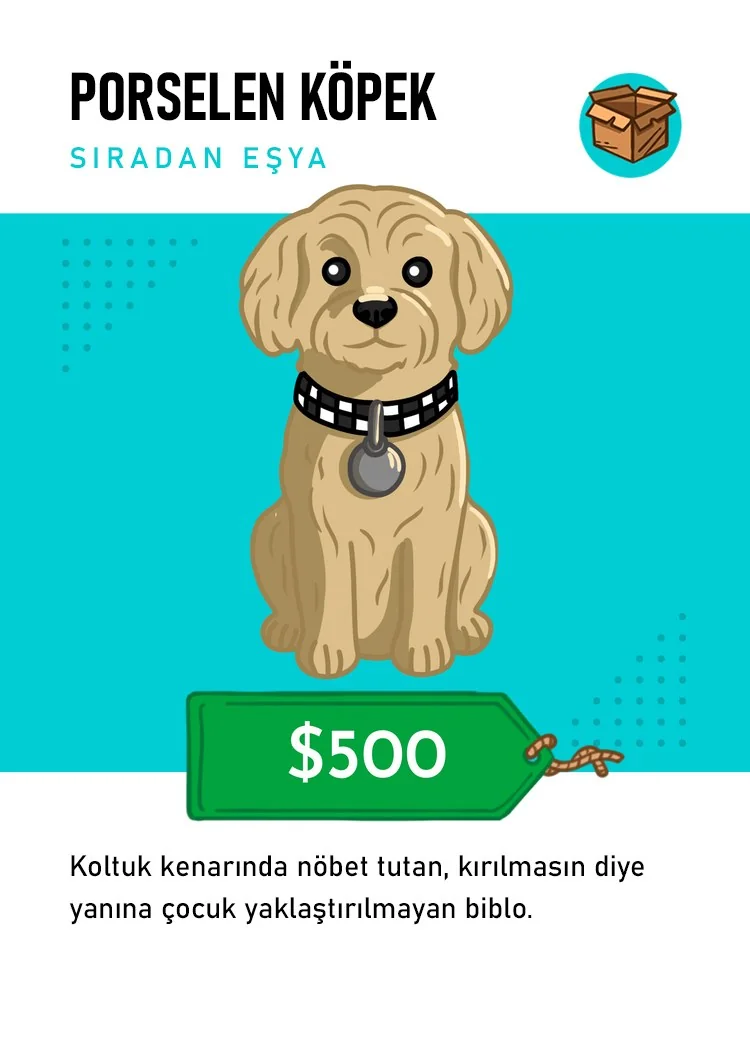 PORSELEN KÖPEK
SIRADAN EŞYA
$500
Koltuk kenarında nöbet tutan, kırılmasın diye
yanına çocuk yaklaştırılmayan biblo.